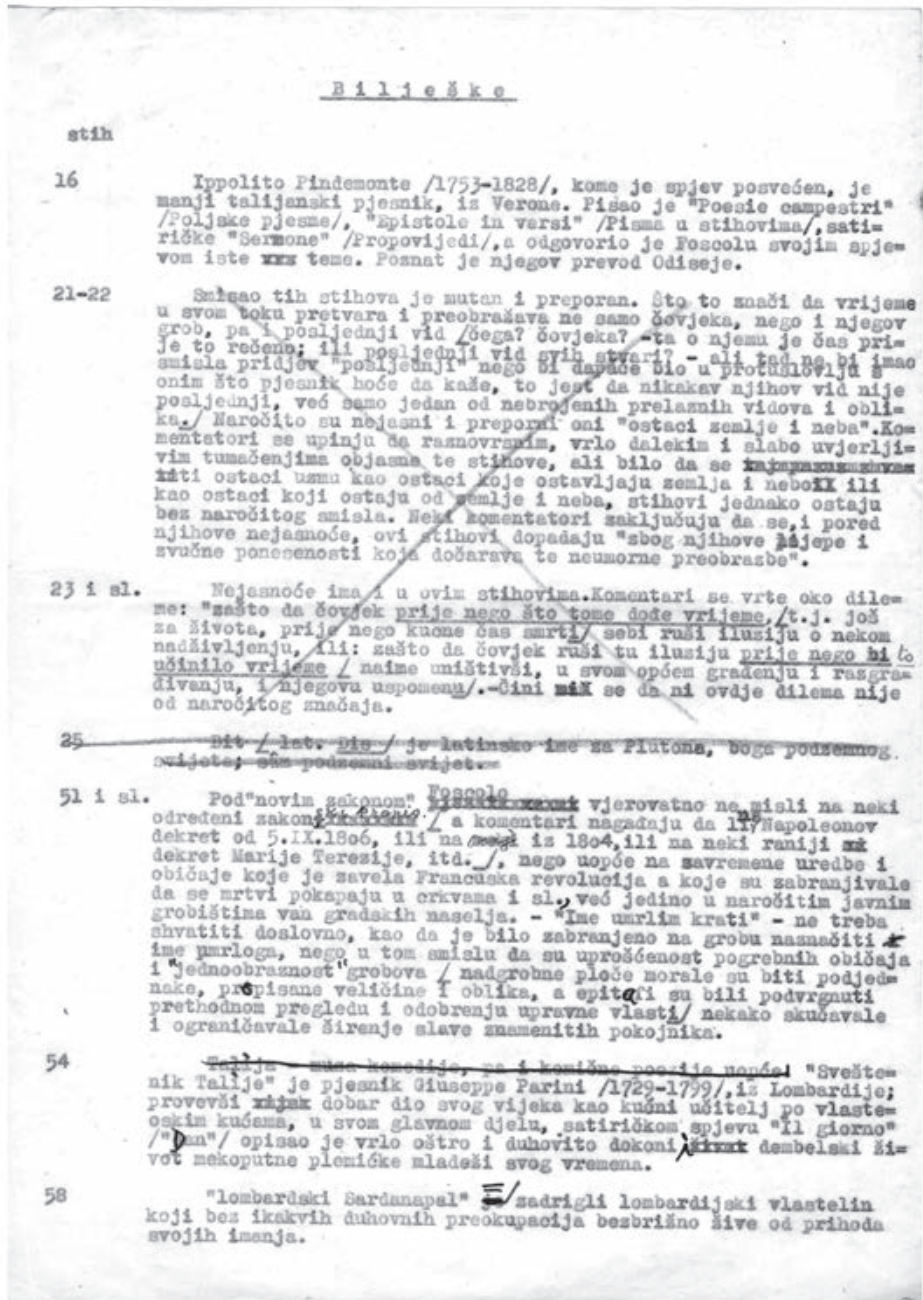 Bilješke
stih
16 Ippolito Pindemonte /1753-1828/, kome je spjev posvećen, je
manji talijanski pjesnik, iz Verone. Pisao je "Poesie campestri"
/Poljske pjesme/, "Epistole in versi" /Pisma u stihovima/, sati=
ričke "Sermone" /Propovijedi/, a odgovorio je Foscolu svojim spje=
vom iste teme. Poznat je njegov prevod Odiseje.
21-22 Smisao tih stihova je mutan i preporan. Što to znači da vrijeme
u svom toku pretvara i preobražava ne samo čovjeka, nego i njegov
grob, pa i posljednji vid /čega? čovjeka? -ta o njemu je čas pri=
je to rečeno; ili posljednji vid svih stvari? - ali tad ne bi imao
smisla pridjev "posljednji" nego bi dapače bio u protuslovlju s
onim što pjesnik hoće da kaže, to jest da nikakav njihov vid nije
posljednji, već samo jedan od nebrojenih prelaznih vidova i obli=
ka./ Naročito su nejasni i preporni oni "ostaci zemlje i neba".Ko=
mentatori se upinju da raznovrsnim, vrlo dalekim i slabo uvjerlji=
vim tumačenjima objasne te stihove, ali bilo da se
ti ostaci uzmu kao ostaci koje ostavljaju zemlja i nebo ili
kao ostaci koji ostaju od zemlje i neba, stihovi jednako ostaju
bez naročitog smisla. Neki komentatori zaključuju da se,i pored
njihove nejasnoće, ovi stihovi dopadaju "sbog njihove lijepe i
zvučne ponesenosti koja dočarava te neumorne preobrazbe".
23 i sl. Nejasnoće ima i u ovim stihovima.Komentari se vrte oko dile=
me: "zašto da čovjek prije nego što tome dođe vrijeme,/t.j. još
za života, prije nego kucne čas smrti/ sebi ruši iluziju o nekom
nadživljenju, ili: zašto da čovjek ruši tu iluziju prije nego bi to
učinilo vrijeme / naime uništivši, u svom općem građenju i razgra=
đivanju, i njegovu uspomenu/.-Čini se da ni ovdje dilema nije
od naročitog značaja.
25 Dit / lat. Dis / je latinsko ime za Plutona, boga podzemnog
svijeta; sâm podzemni svijet.=
51 i sl. Pod"novim zakonom" Foscolo vjerovatno ne misli na neki
određeni zakon / a komentari nagađaju da li na Napoleonov
dekret od 5.IX.1806, ili na iz 1804,ili na neki raniji
dekret Marije Terezije, itd. /, nego uopće na savremene uredbe i
običaje koje je zavela Francuska revolucija a koje su zabranjivale
da se mrtvi pokapaju u crkvama i sl., već jedino u naročitim javnim
grobištima van gradskih naselja. - "Ime umrlim krati" - ne treba
shvatiti doslovno, kao da je bilo zabranjeno na grobu naznačiti
ime umrloga, nego u tom smislu da su uprošćenost pogrebnih običaja
i "jednoobraznost" grobova / nadgrobne ploče morale su biti podjed=
nake, propisane veličine i oblika, a epitafi su bili podvrgnuti
prethodnom pregledu i odobrenju upravne vlasti/ nekako skučavale
i ograničavale širenje slave znamenitih pokojnika.
54 Talija - muza komedije, pa i komične poezije uopće. "Svešte=
nik Talije" je pjesnik Giuseppe Parini /1729-1799/,iz Lombardije;
provevši dobar dio svog vijeka kao kućni učitelj po vlaste=
oskim kućama, u svom glavnom djelu, satiričkom spjevu "Il giorno"
/"Dan"/ opisao je vrlo oštro i duhovito dokoni i život dembelski ži=
vot mekoputne plemićke mladeži svog vremena.
58 "lombardski Sardanapal" je/ zadrigli lombardijski vlastelin
koji bez ikakvih duhovnih preokupacija bezbrižno žive od prihoda
svojih imanja.